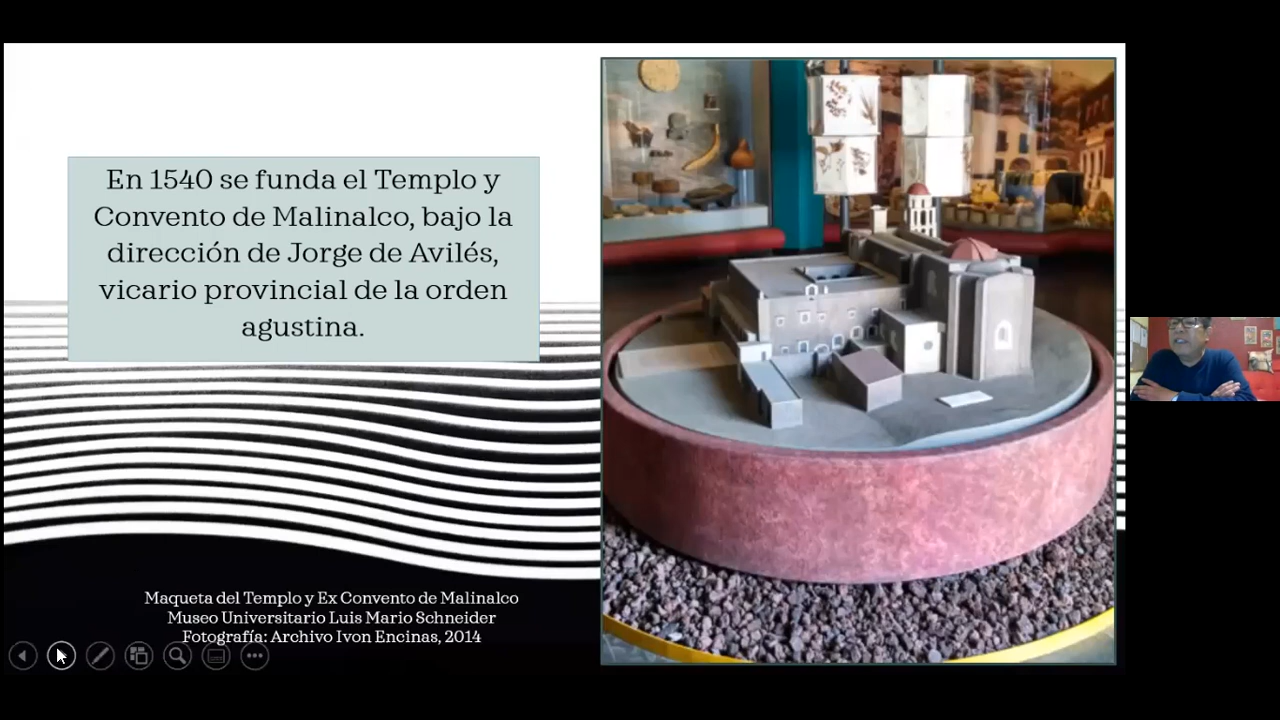 En 1540 se funda el Templo y
Convento de Malinalco, bajo la
dirección de Jorge de Avilés,
vicario provincial de la orden
agustina.
Maqueta del Templo y Ex Convento de Malinalco
Museo Universitario Luis Mario Schneider
Fotografía: Archivo Ivon Encinas, 2014